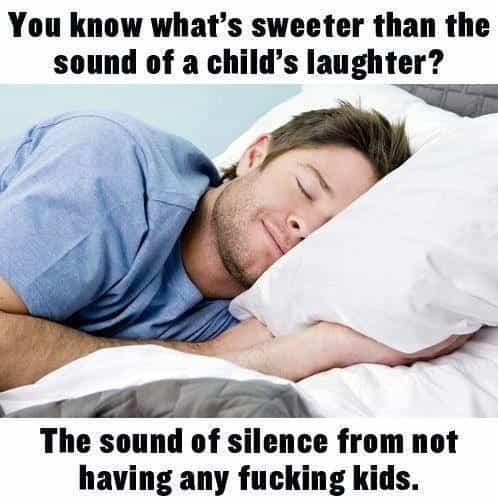 You know what's sweeter than the
sound of a child's laughter?
The sound of silence from not
having any fucking kids.